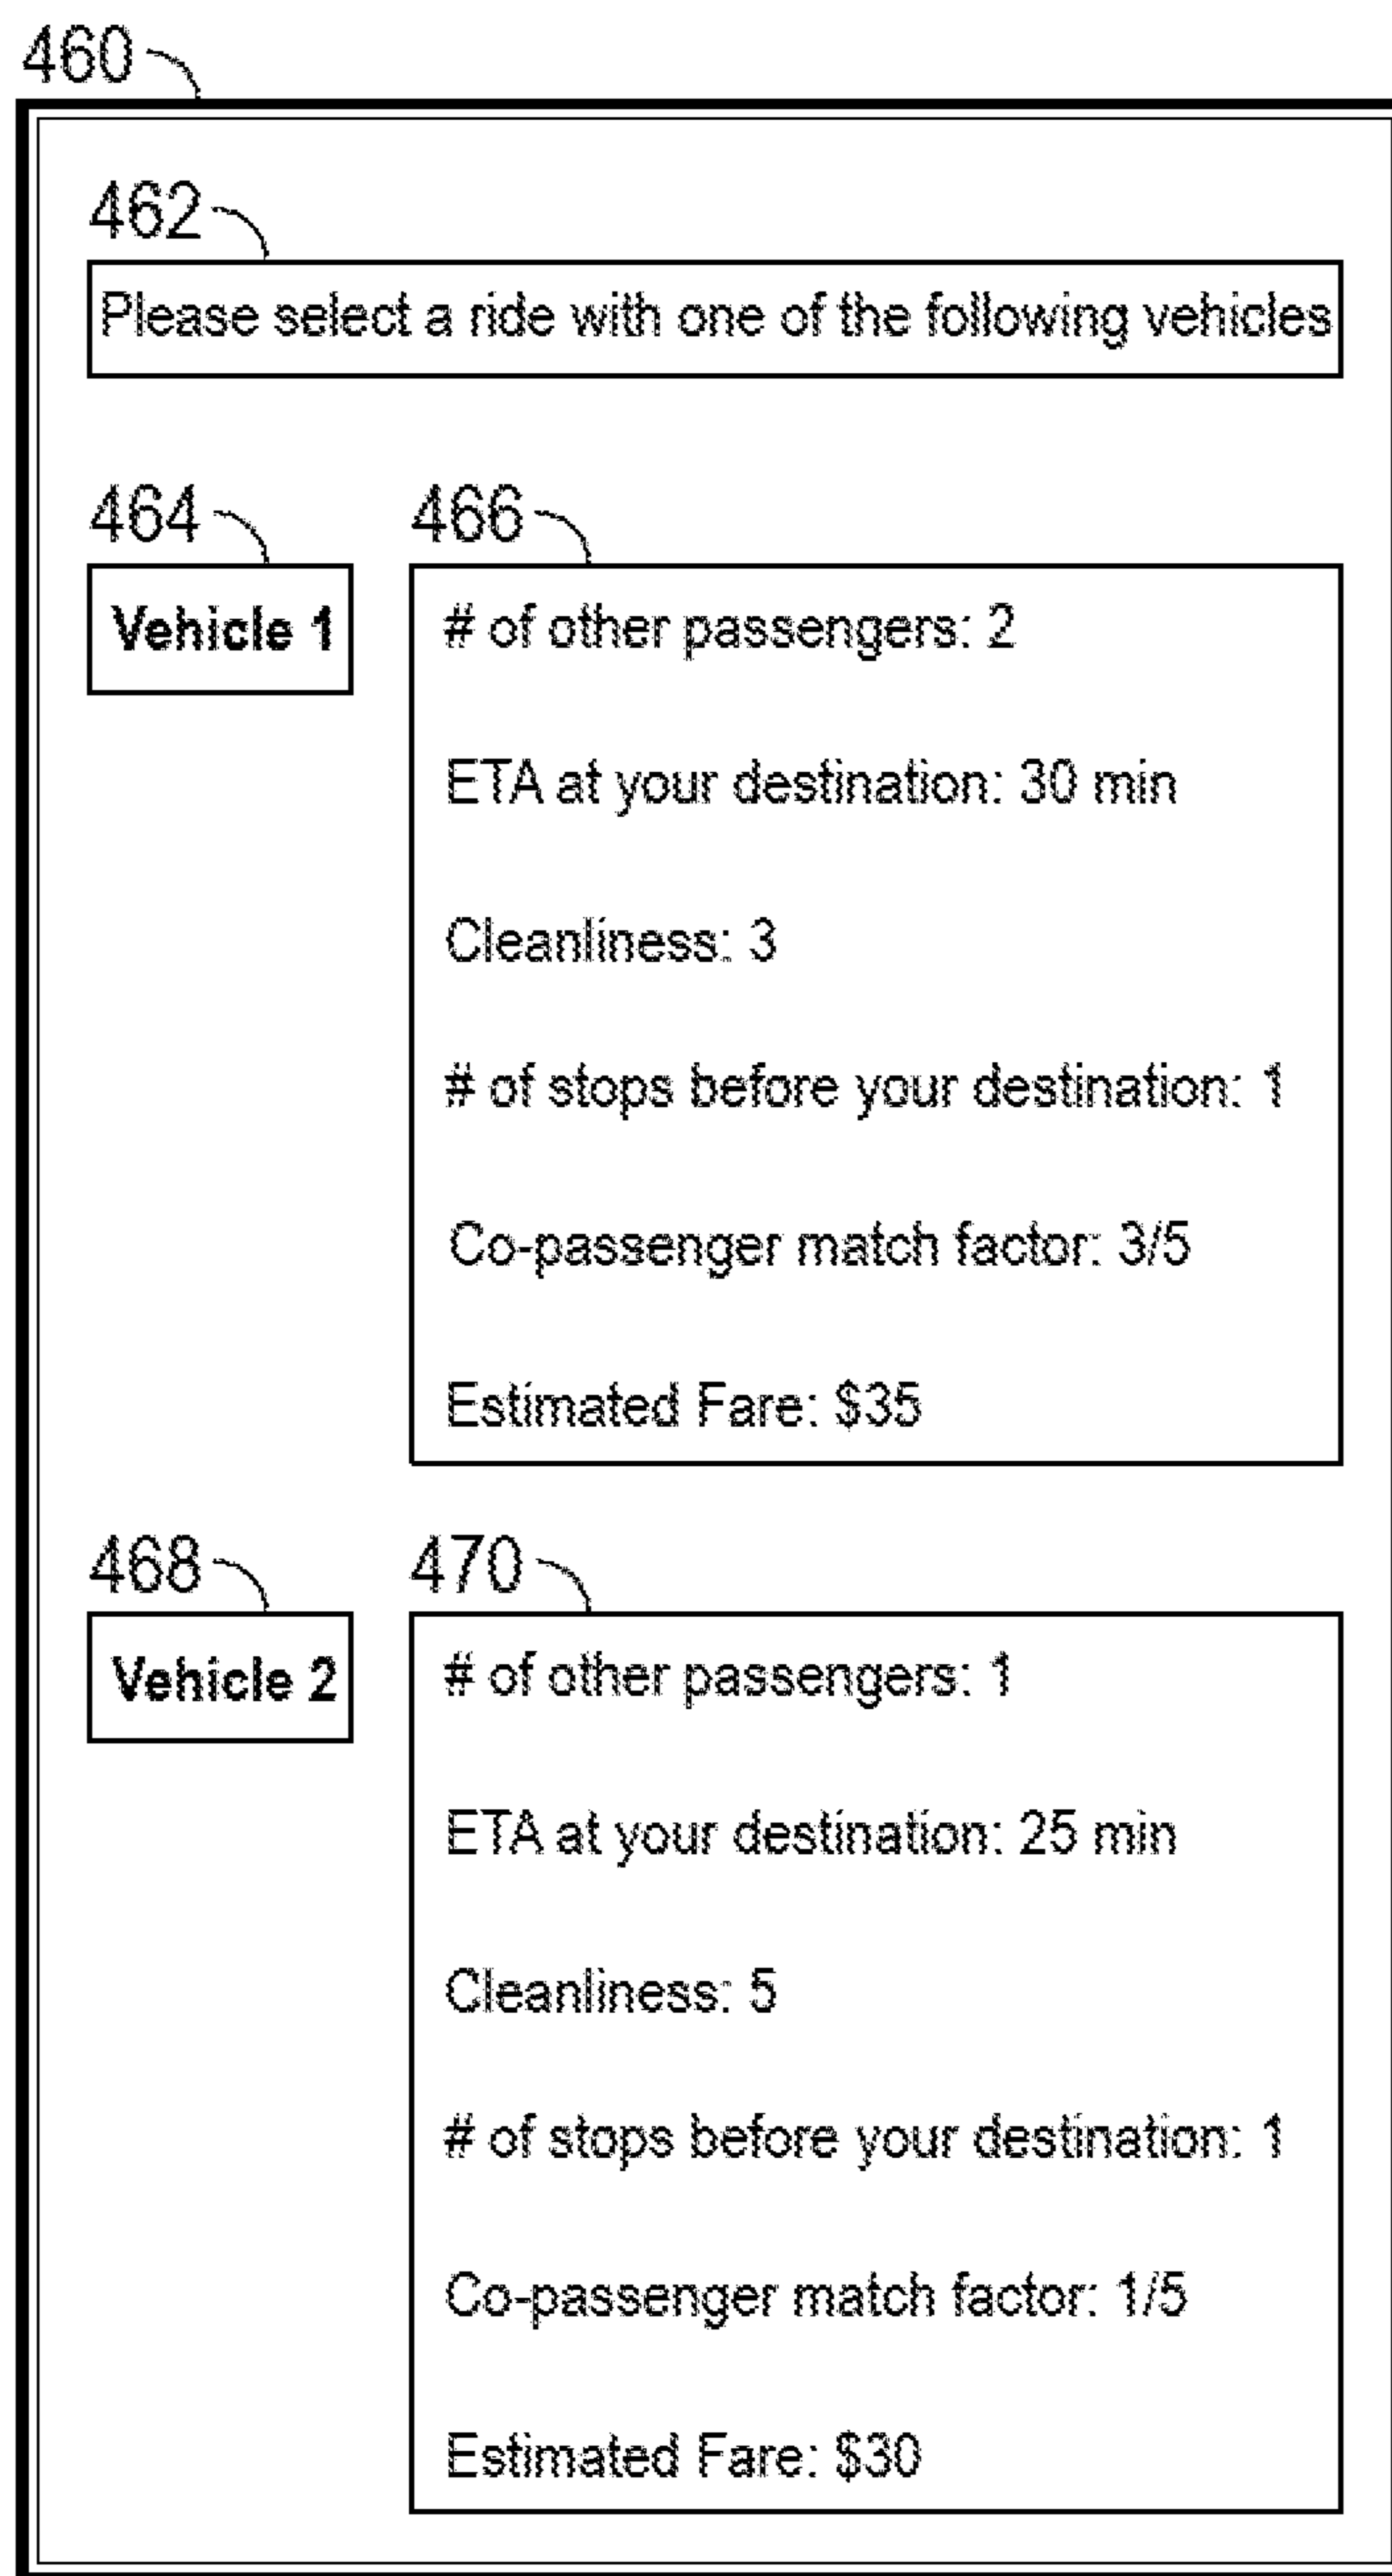 460
462
Please select a ride with one of the following vehicles
464
466
Vehicle 1
# of other passengers: 2
ETA at your destination: 30 min
Cleanliness: 3
# of stops before your destination: 1
Co-passenger match factor: 3/5
Estimated Fare: $35
468
470
Vehicle 2
# of other passengers: 1
ETA at your destination: 25 min
Cleanliness: 5
# of stops before your destination: 1
Co-passenger match factor: 1/5
Estimated Fare: $30